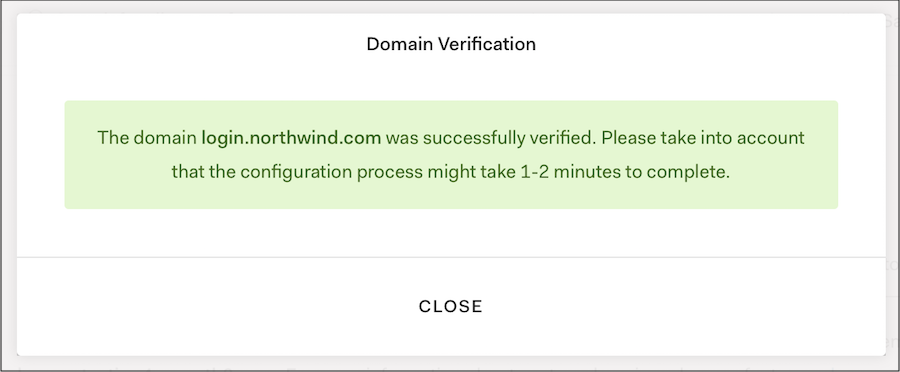 Domain Verification
The domain login.northwind.com was successfully verified. Please take into account
that the configuration process might take 1-2 minutes to complete.
CLOSE